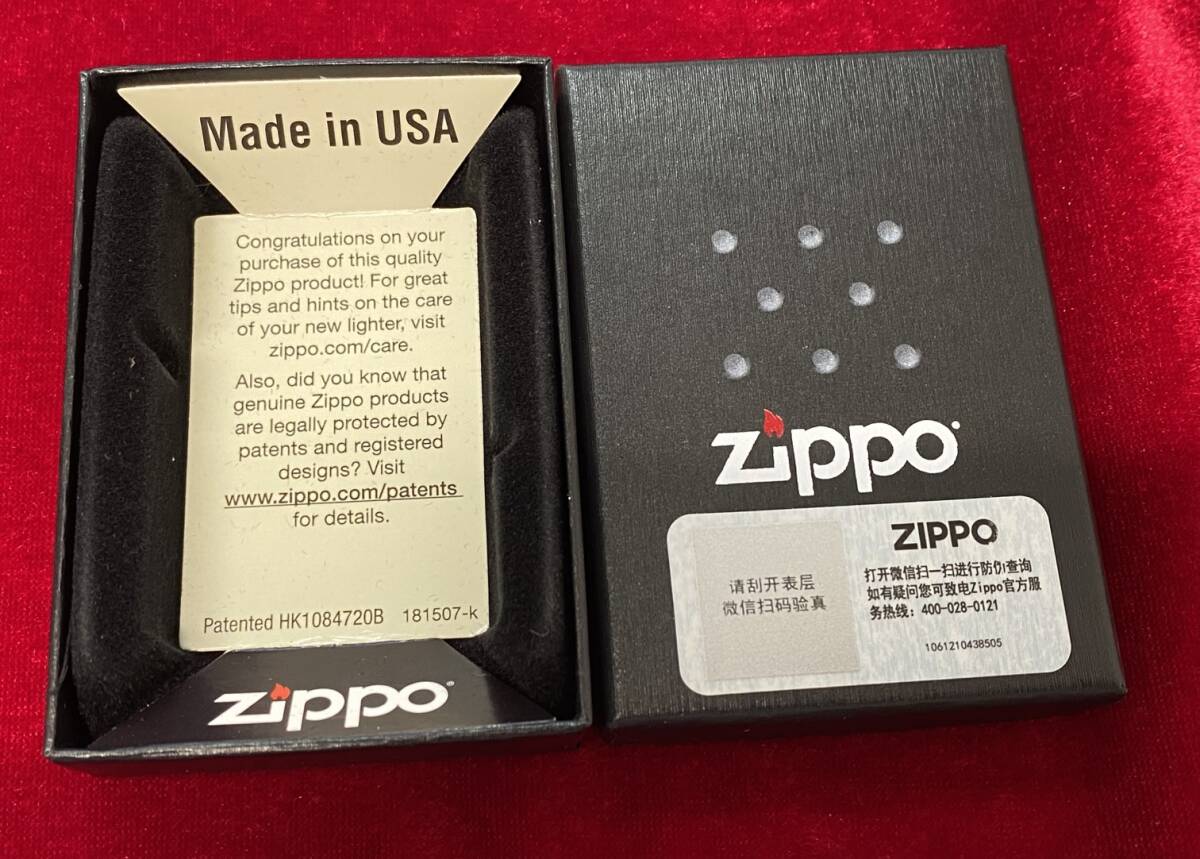 Made in USA
Congratulations on your
purchase of this quality
Zippo product! For great
tips and hints on the care
of your new lighter, visit
zippo.com/care.
Also, did you know that
genuine Zippo products
are legally protected by
patents and registered
designs? Visit
www.zippo.com/patents
for details.
Patented HK1084720B 181507-k
zippo
zippo
ZIPPO
请刮开表层
微信扫码验真
打开微信扫一扫进行防伪查询
如有疑问您可致电Zippo官方服
务热线：400-028-0121
1061210438505